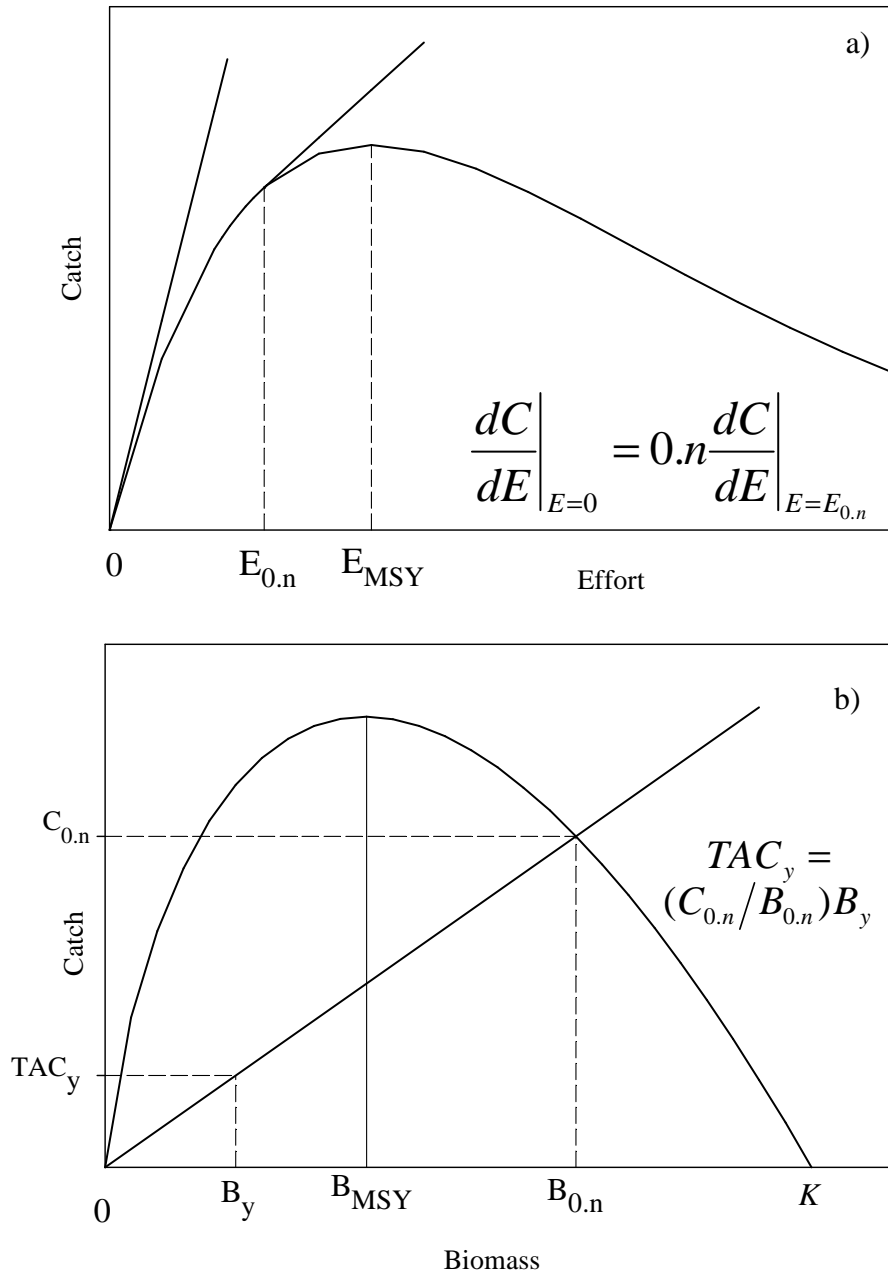 a)
Catch
dC/dE|E=0 = 0.n dC/dE|E=E0.n
0 E0.n EMSY Effort
b)
C0.n
TACy =
(C0.n/B0.n)By
Catch
TACy
0 By BMSY B0.n K
Biomass